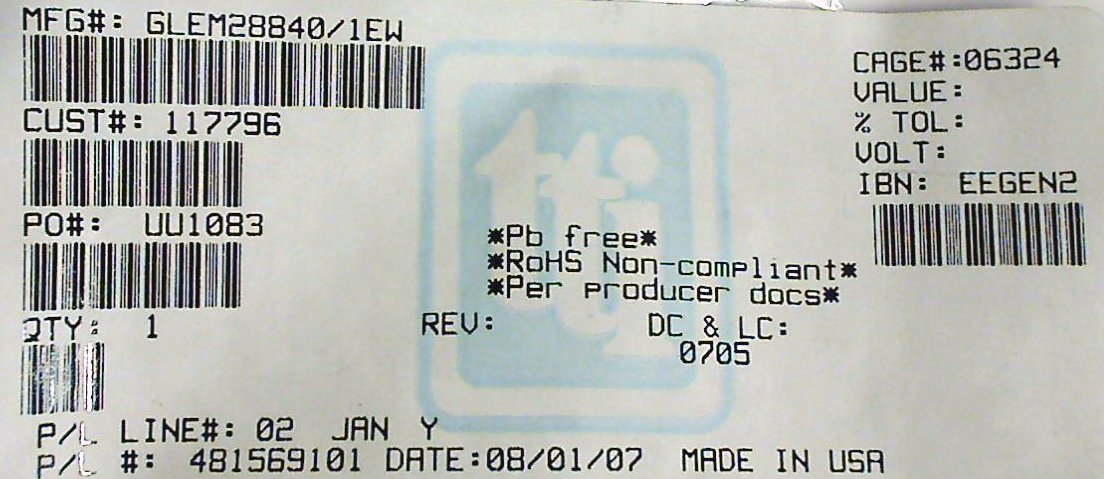 MFG#: GLEM28840/1EW
CAGE#:06324
VALUE:
% TOL:
VOLT:
IBN: EEGEN2
CUST#: 117796
PO#: UU1083
tti
*Pb free*
*RoHS Non-compliant*
*Per producer docs*
QTY: 1 REV: DC & LC:
0705
P/L LINE#: 02 JAN Y
P/L #: 481569101 DATE:08/01/07 MADE IN USA